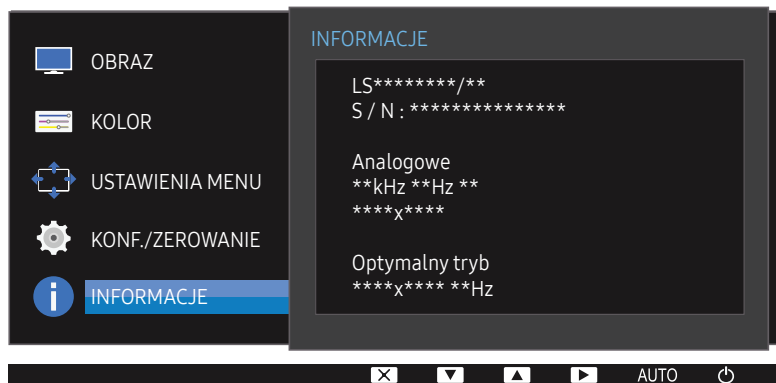 OBRAZ
KOLOR
USTAWIENIA MENU
KONF./ZEROWANIE
INFORMACJE
INFORMACJE
LS********/**
S / N : ***************
Analogowe
**kHz **Hz **
****x****
Optymalny tryb
****x**** **Hz
AUTO